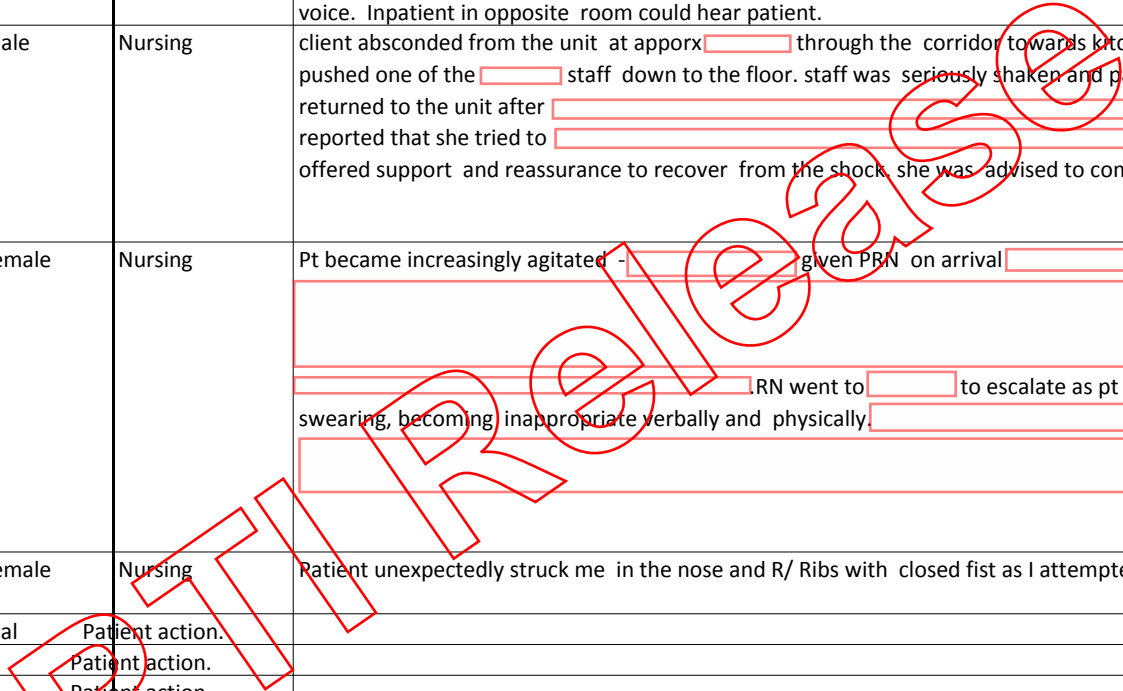 voice. Inpatient in opposite room could hear patient.
ale Nursing client absconded from the unit at apporx through the corridor towards kitc
pushed one of the staff down to the floor. staff was seriously shaken and p
returned to the unit after
reported that she tried to
offered support and reassurance to recover from the shock. she was advised to con
emale Nursing Pt became increasingly agitated - given PRN on arrival
.RN went to to escalate as pt
swearing, becoming inappropriate verbally and physically.
emale Nursing Patient unexpectedly struck me in the nose and R/ Ribs with closed fist as I attempte
al Patient action.
Patient action.
Patient action.
RTI Release